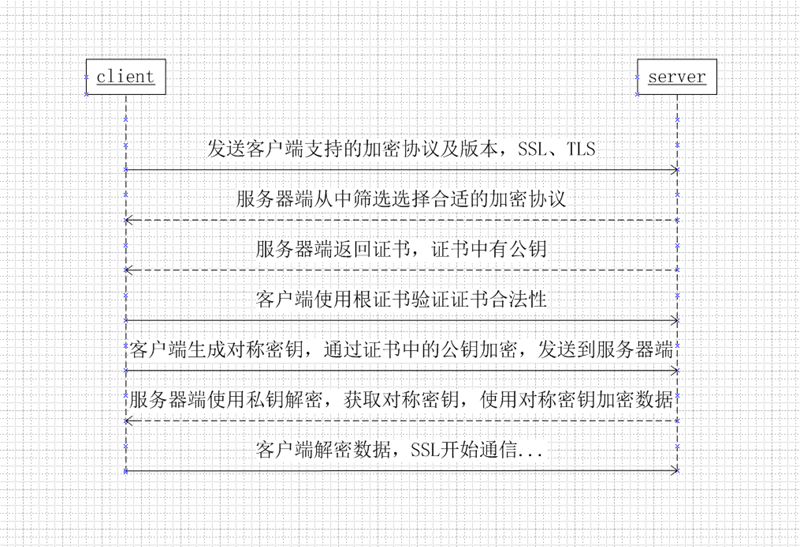 client
server
发送客户端支持的加密协议及版本，SSL、TLS
服务器端从中筛选选择合适的加密协议
服务器端返回证书，证书中有公钥
客户端使用根证书验证证书合法性
客户端生成对称密钥，通过证书中的公钥加密，发送到服务器端
服务器端使用私钥解密，获取对称密钥，使用对称密钥加密数据
客户端解密数据，SSL开始通信...